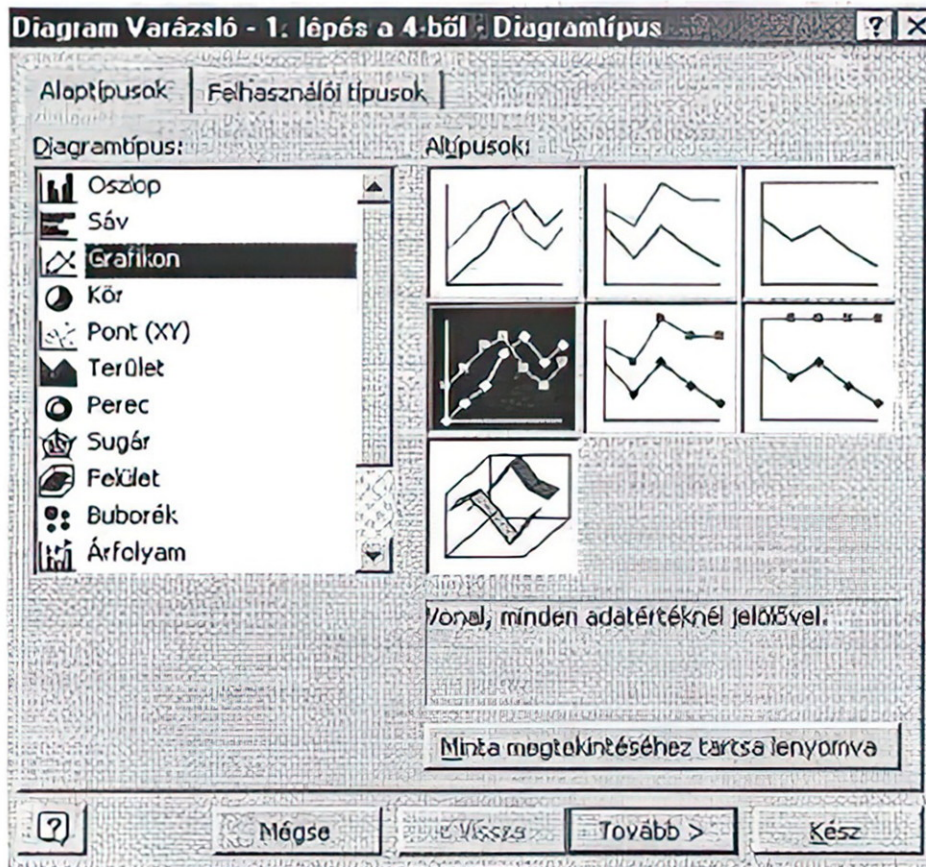 Diagram Varázsló - 1. lépés a 4-ből - Diagramtípus
Alaptípusok
Felhasználói típusok
Diagramtípus:
Altípusok:
Oszlop
Sáv
Grafikon
Kör
Pont (XY)
Terület
Perec
Sugár
Felület
Buborék
Árfolyam
Vonal, minden adatértéknél jelölővel.
Minta megtekintéséhez tartsa lenyomva
Mégse
< Vissza
Tovább >
Kész